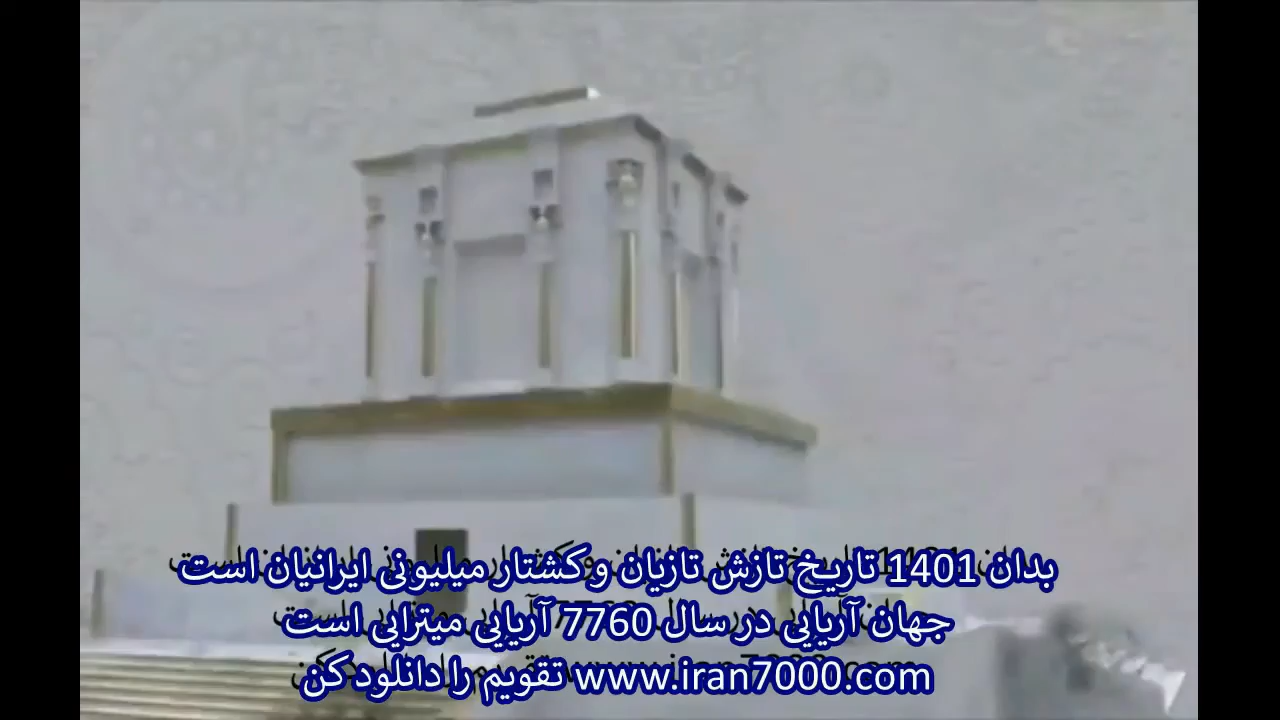 بدان 1401 تاریخ تازش تازیان و کشتار میلیونی ایرانیان است
جهان آریایی در سال 7760 آریایی میترایی است
www.iran7000.com تقویم را دانلود کن